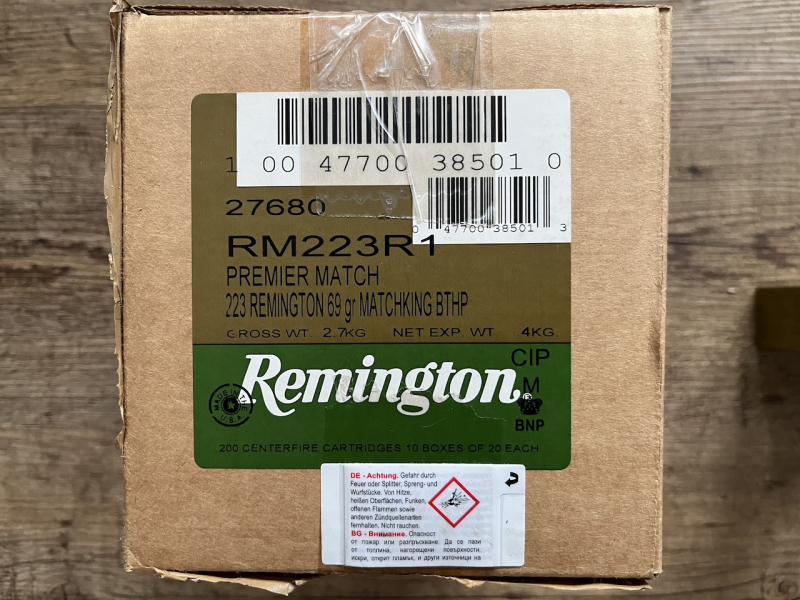 1 00 47700 38501 0
0 47700 38501 3
27680
RM223R1
PREMIER MATCH
223 REMINGTON 69 gr MATCHKING BTHP
GROSS WT. 2.7KG NET EXP. WT. 4KG.
Remington®
MADE IN THE U.S.A.
CIP
M
BNP
200 CENTERFIRE CARTRIDGES 10 BOXES OF 20 EACH
DE - Achtung. Gefahr durch
Feuer oder Splitter, Spreng- und
Wurfstücke. Von Hitze,
heißen Oberflächen, Funken,
offenen Flammen sowie
anderen Zündquellenarten
fernhalten. Nicht rauchen.
BG - Внимание. Опасност
от пожар или разпръскване. Да се пази
от топлина, нагорещени повърхности,
искри, открит пламък, и други източници на